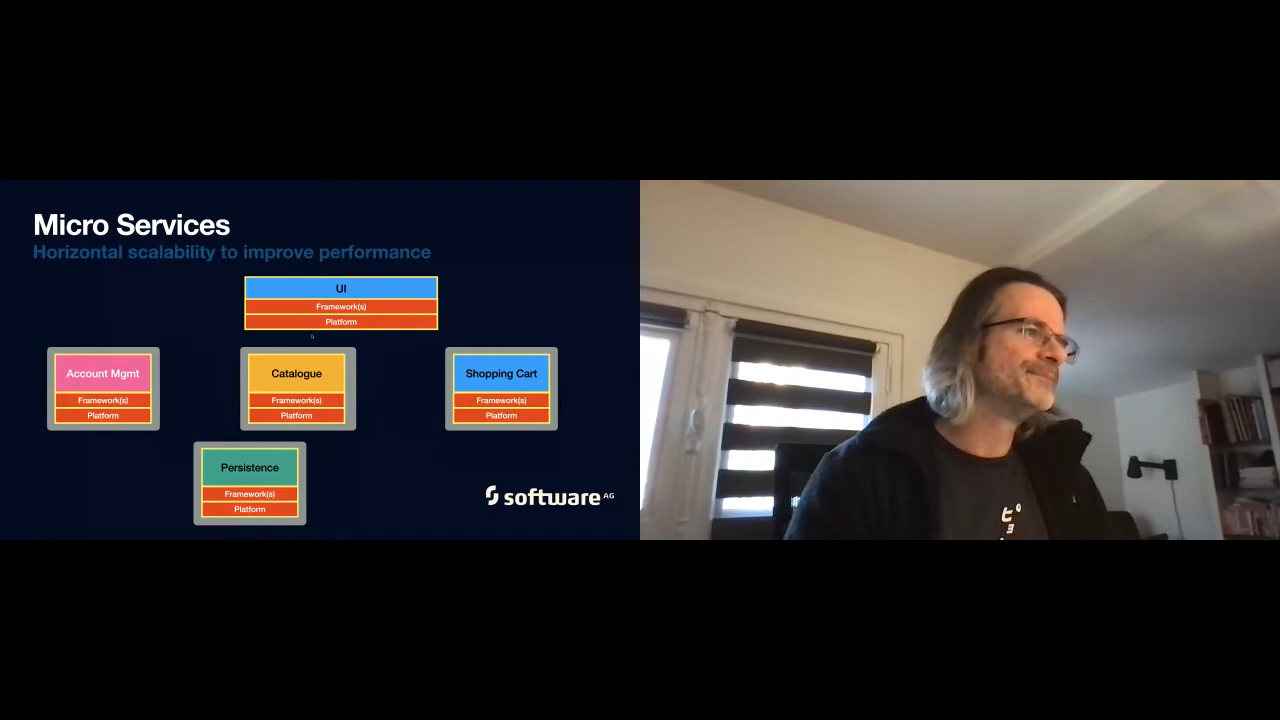 Micro Services
Horizontal scalability to improve performance
UI
Framework(s)
Platform
Account Mgmt
Framework(s)
Platform
Catalogue
Framework(s)
Platform
Shopping Cart
Framework(s)
Platform
Persistence
Framework(s)
Platform
software AG